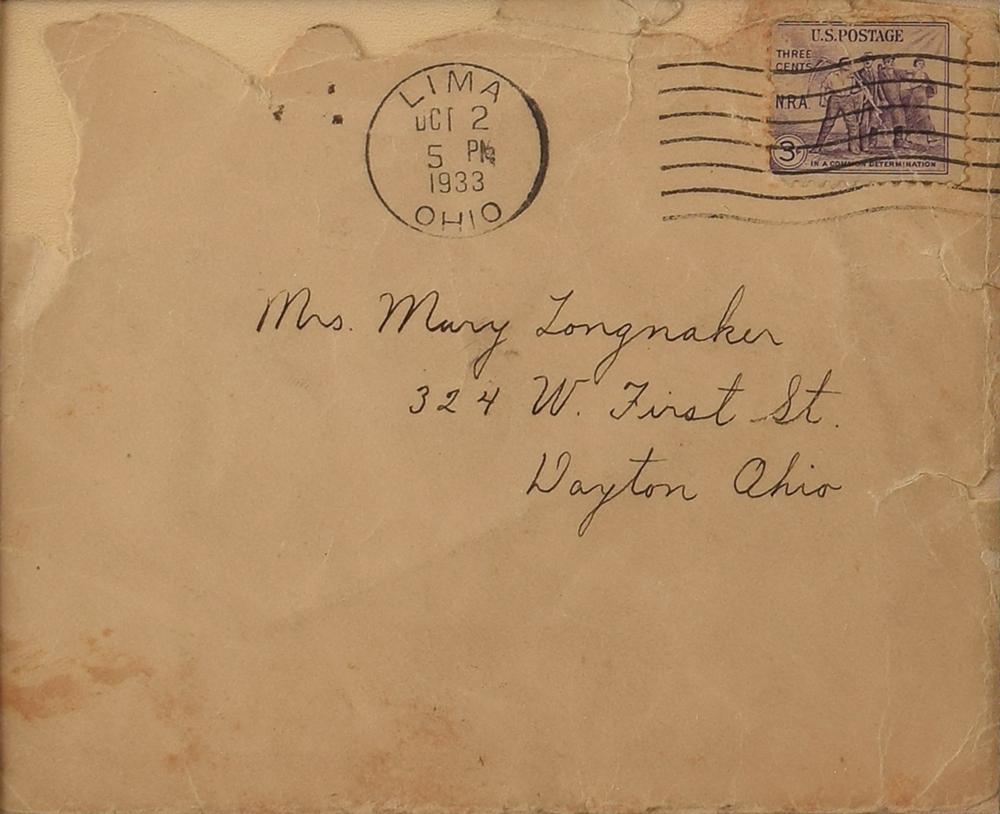 LIMA
OCT 2
5 PM
1933
OHIO
U.S.POSTAGE
THREE
CENTS
N.R.A.
3
IN A COMMON DETERMINATION
Mrs. Mary Longnaker
324 W. First St.
Dayton Ohio